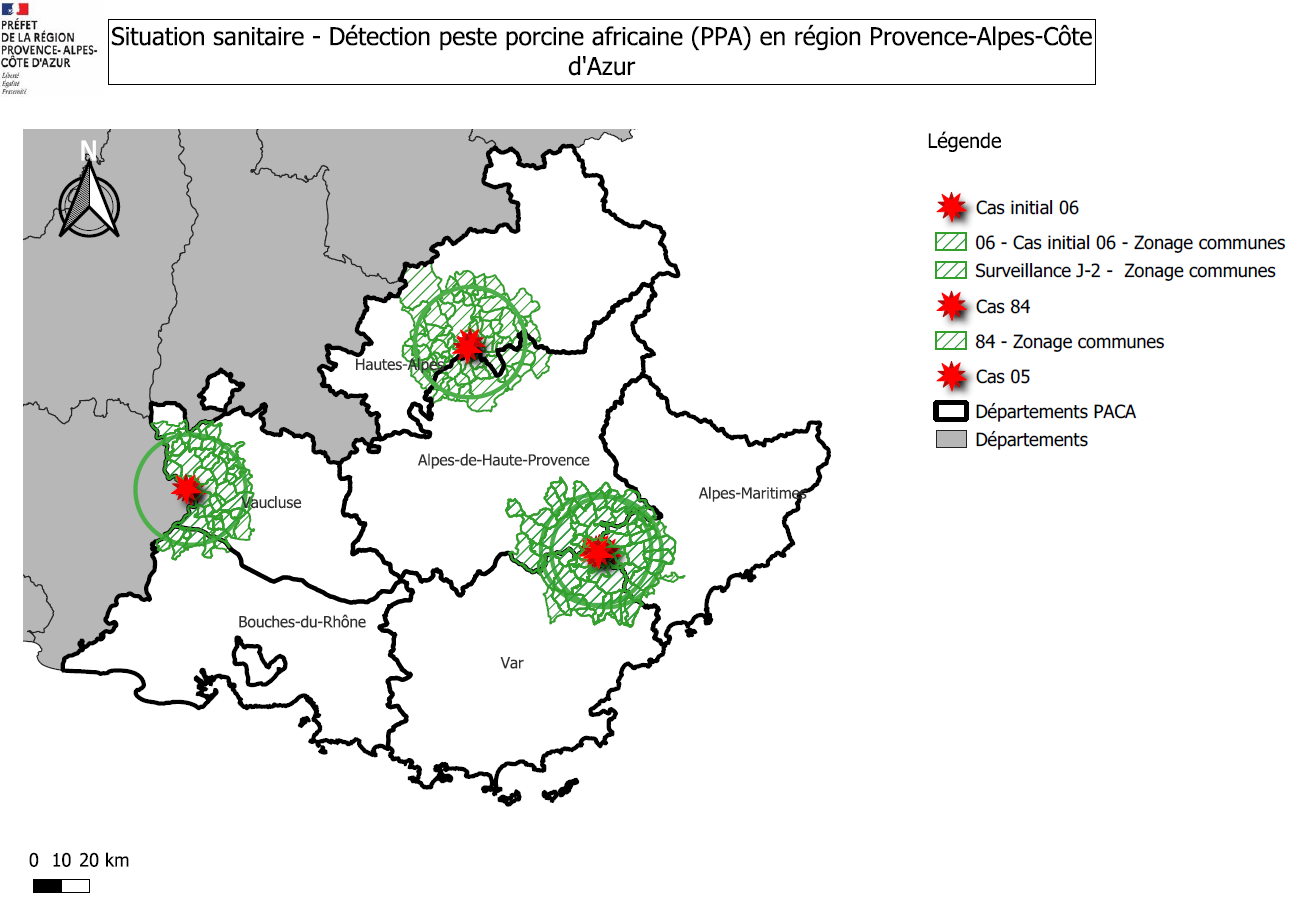 PRÉFET
DE LA RÉGION
PROVENCE- ALPES-
CÔTE D'AZUR
Liberté
Égalité
Fraternité
Situation sanitaire - Détection peste porcine africaine (PPA) en région Provence-Alpes-Côte
d'Azur
N
Légende
Cas initial 06
06 - Cas initial 06 - Zonage communes
Surveillance J-2 - Zonage communes
Cas 84
84 - Zonage communes
Cas 05
Départements PACA
Départements
Hautes-Alpes
Alpes-de-Haute-Provence
Alpes-Maritimes
Vaucluse
Bouches-du-Rhône
Var
0 10 20 km